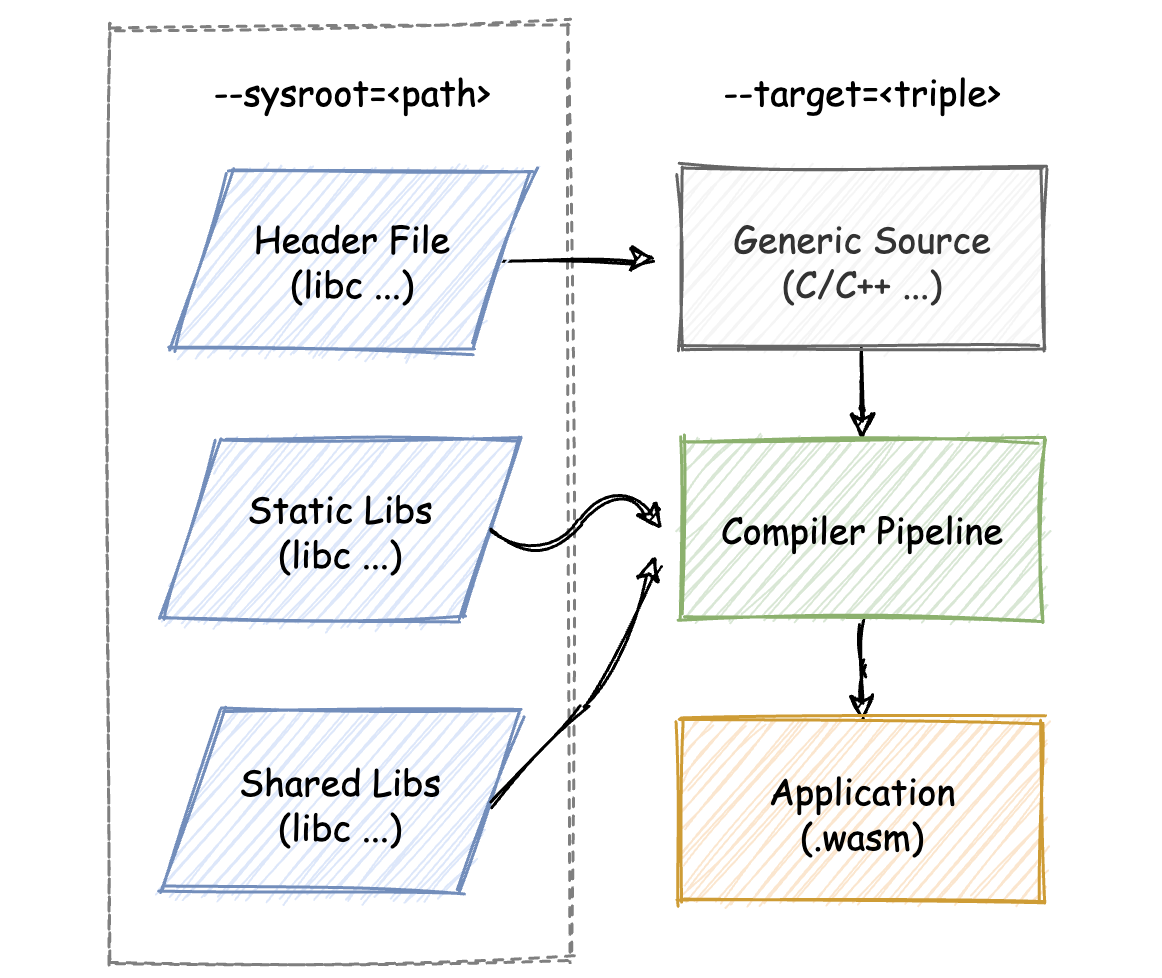 --sysroot=<path>
--target=<triple>
Header File
(libc ...)
Generic Source
(C/C++ ...)
Static Libs
(libc ...)
Compiler Pipeline
Shared Libs
(libc ...)
Application
(.wasm)